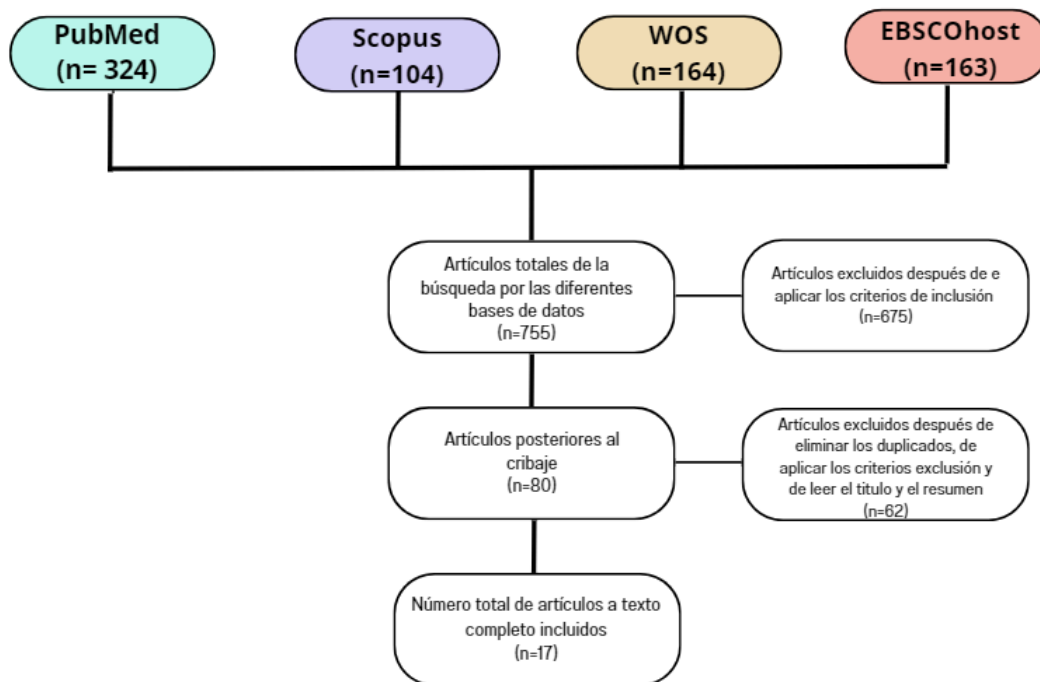 PubMed
(n= 324)
Scopus
(n=104)
WOS
(n=164)
EBSCOhost
(n=163)
Artículos totales de la
búsqueda por las diferentes
bases de datos
(n=755)
Artículos excluidos después de e
aplicar los criterios de inclusión
(n=675)
Artículos posteriores al
cribaje
(n=80)
Artículos excluidos después de
eliminar los duplicados, de
aplicar los criterios exclusión y
de leer el titulo y el resumen
(n=62)
Número total de artículos a texto
completo incluidos
(n=17)